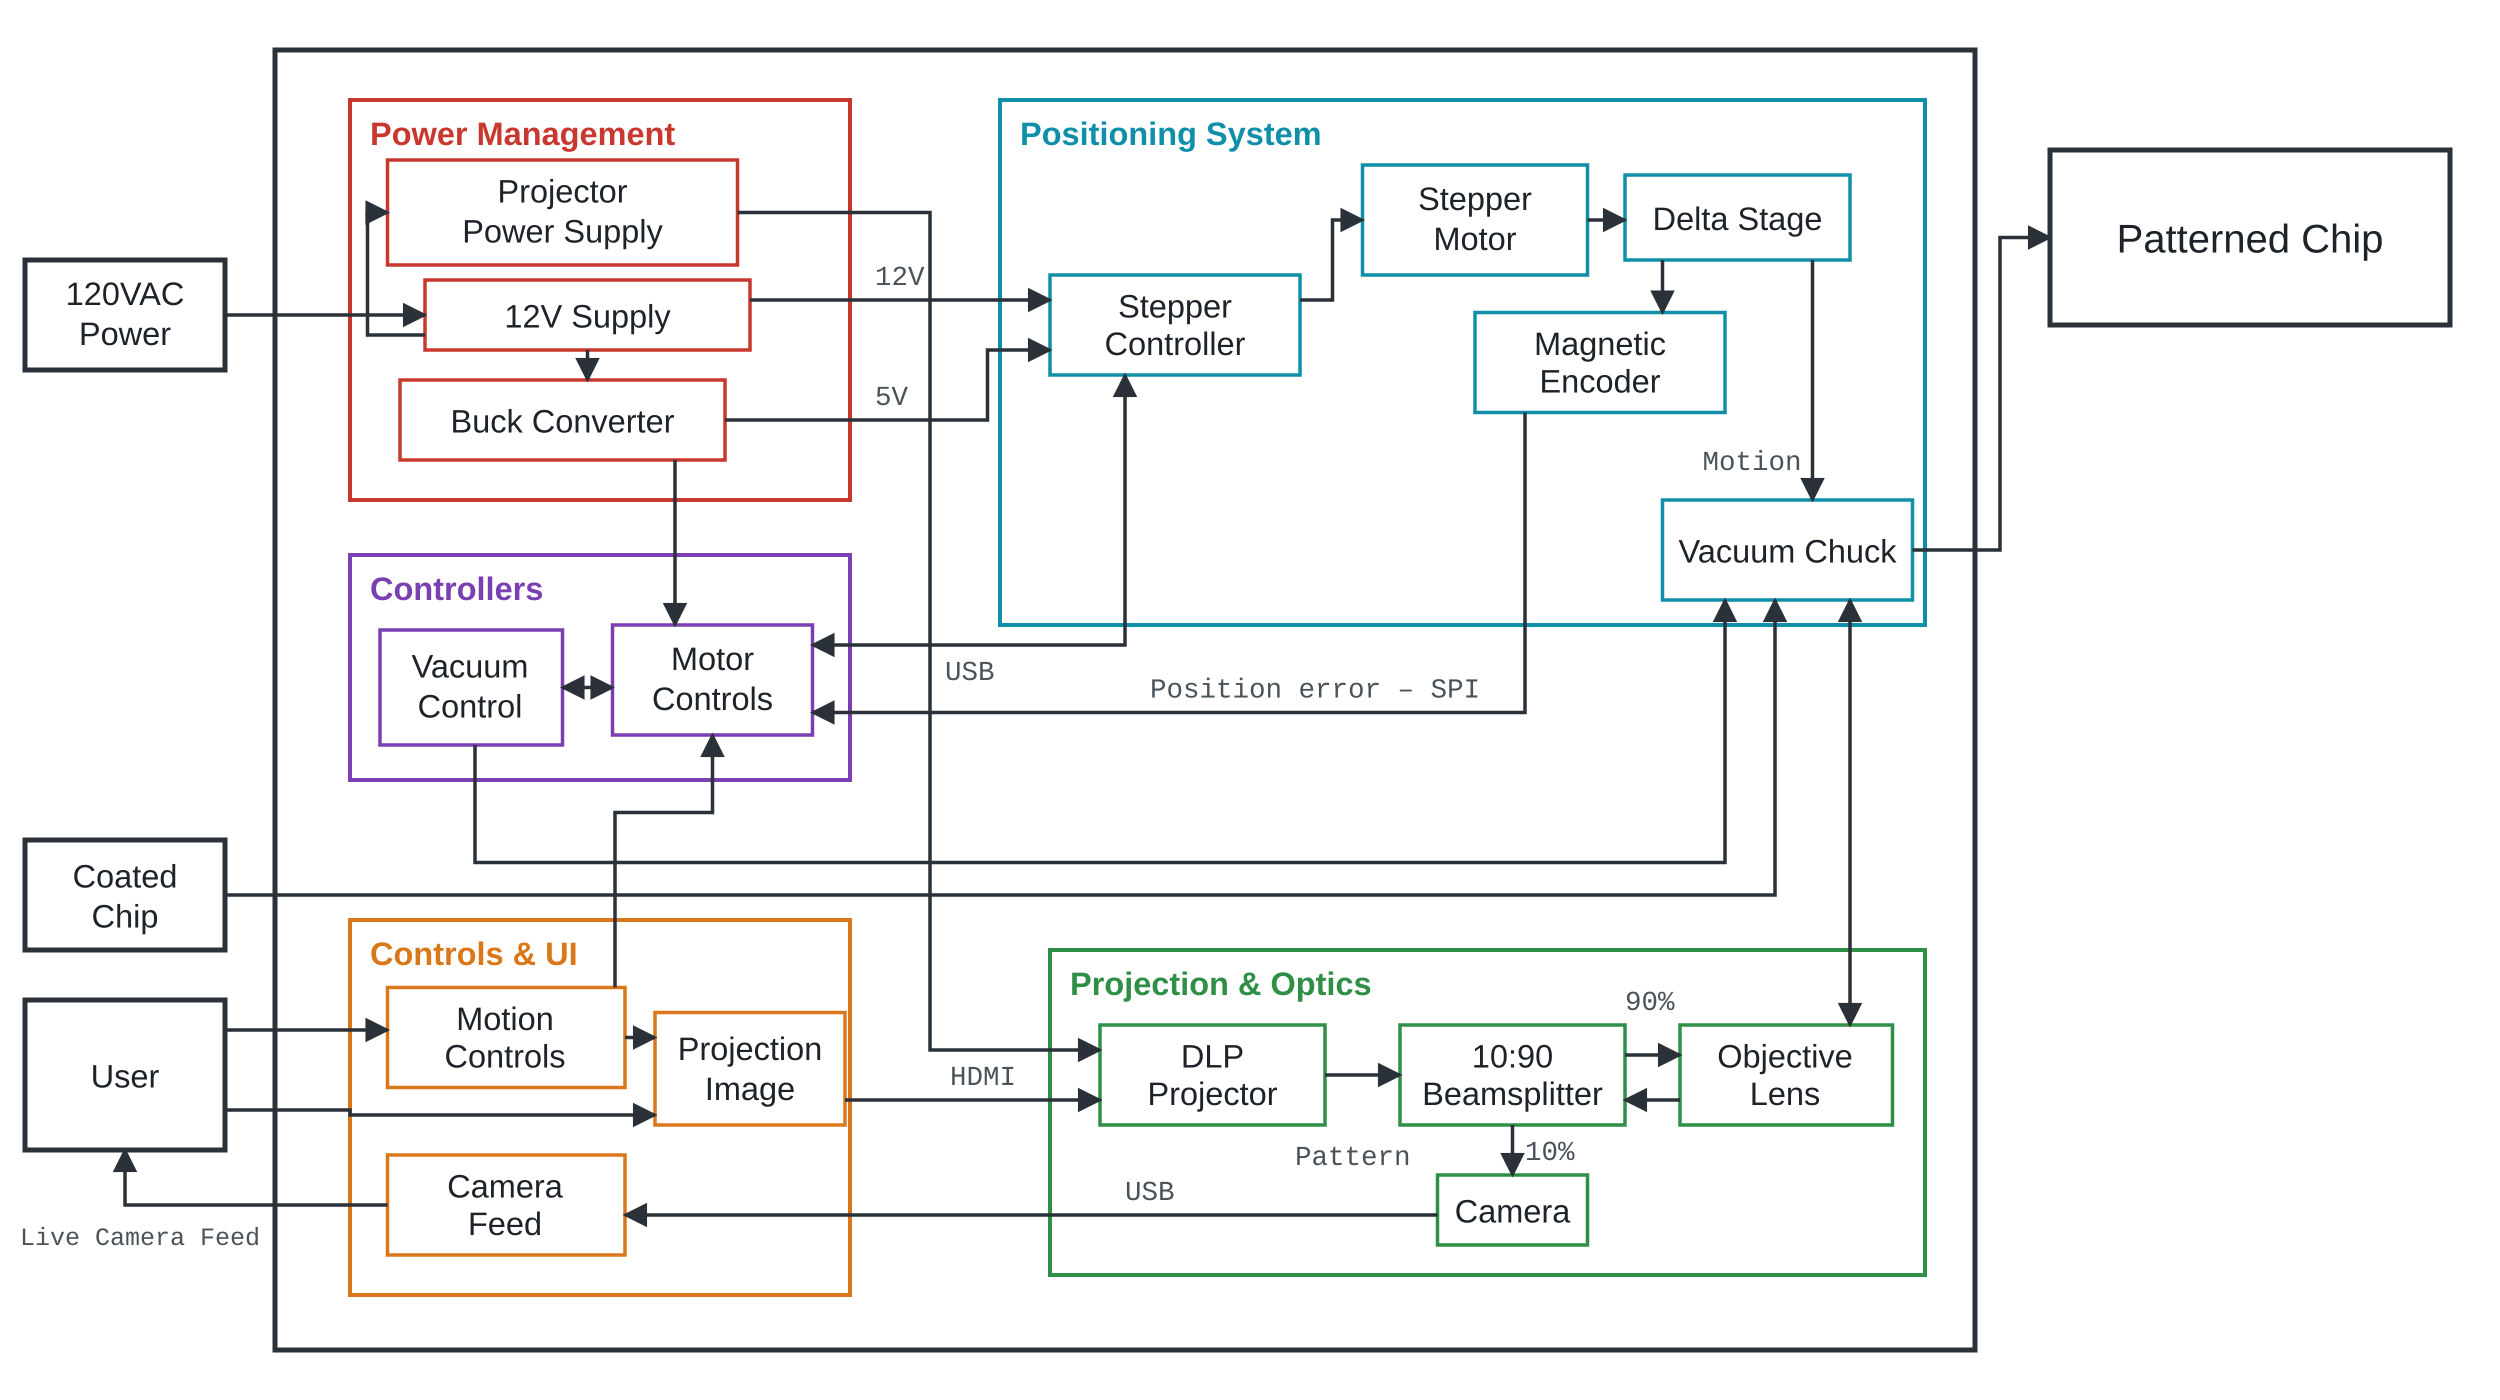 Power Management
Projector
Power Supply
12V Supply
Buck Converter
120VAC
Power
12V
5V
Positioning System
Stepper
Controller
Stepper
Motor
Delta Stage
Magnetic
Encoder
Motion
Vacuum Chuck
Patterned Chip
Controllers
Vacuum
Control
Motor
Controls
USB
Position error – SPI
Coated
Chip
User
Live Camera Feed
Controls & UI
Motion
Controls
Projection
Image
Camera
Feed
HDMI
USB
Projection & Optics
DLP
Projector
10:90
Beamsplitter
90%
Objective
Lens
Pattern
10%
Camera